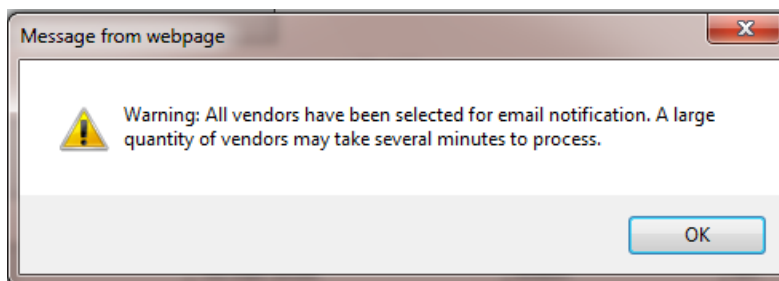 Message from webpage
Warning: All vendors have been selected for email notification. A large
quantity of vendors may take several minutes to process.
OK